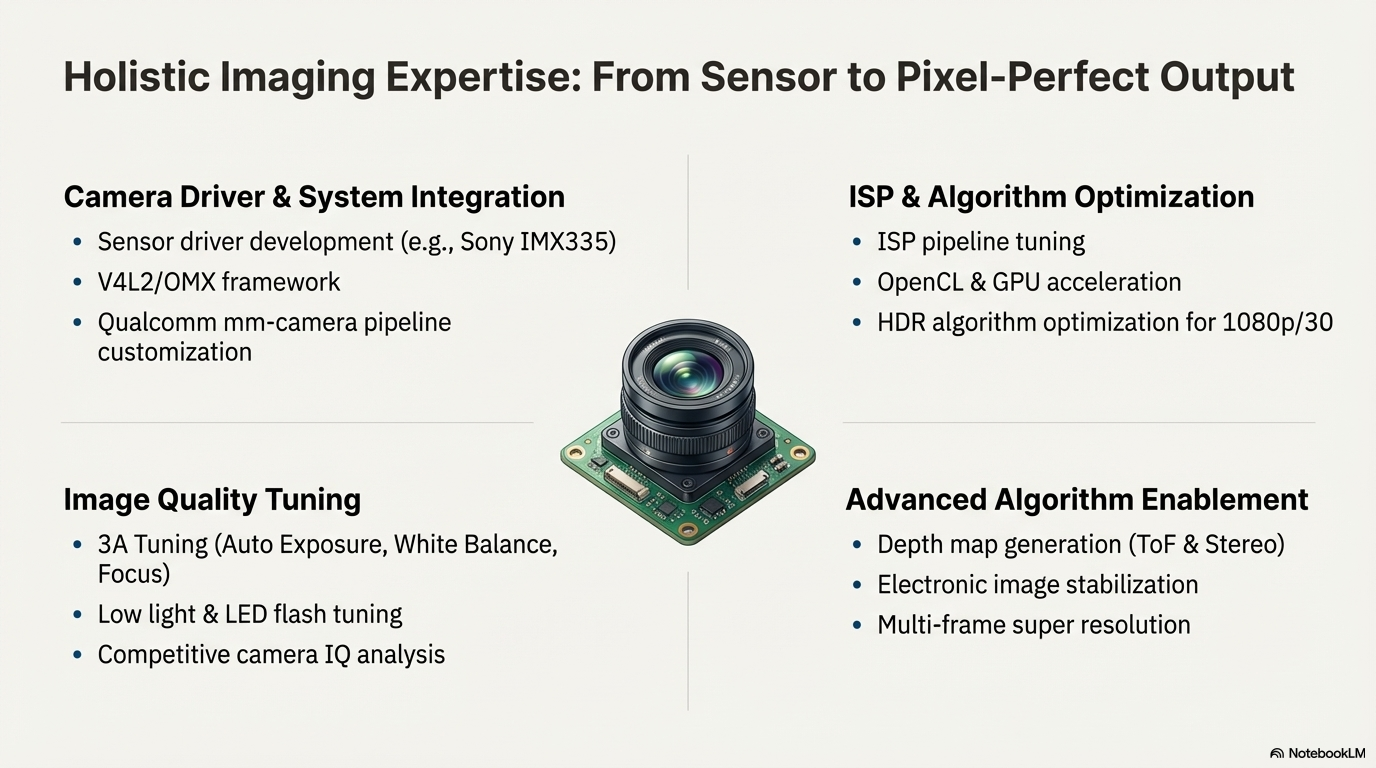 Holistic Imaging Expertise: From Sensor to Pixel-Perfect Output
Camera Driver & System Integration
• Sensor driver development (e.g., Sony IMX335)
• V4L2/OMX framework
• Qualcomm mm-camera pipeline
customization
ISP & Algorithm Optimization
• ISP pipeline tuning
• OpenCL & GPU acceleration
• HDR algorithm optimization for 1080p/30
Image Quality Tuning
• 3A Tuning (Auto Exposure, White Balance,
Focus)
• Low light & LED flash tuning
• Competitive camera IQ analysis
Advanced Algorithm Enablement
• Depth map generation (ToF & Stereo)
• Electronic image stabilization
• Multi-frame super resolution
NotebookLM